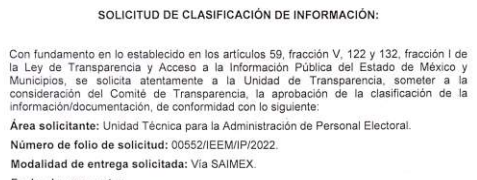 SOLICITUD DE CLASIFICACIÓN DE INFORMACIÓN:
Con fundamento en lo establecido en los artículos 59, fracción V, 122 y 132, fracción I de
la Ley de Transparencia y Acceso a la Información Pública del Estado de México y
Municipios, se solicita atentamente a la Unidad de Transparencia, someter a la
consideración del Comité de Transparencia, la aprobación de la clasificación de la
información/documentación, de conformidad con lo siguiente:
Área solicitante: Unidad Técnica para la Administración de Personal Electoral.
Número de folio de solicitud: 00552/IEEM/IP/2022.
Modalidad de entrega solicitada: Vía SAIMEX.